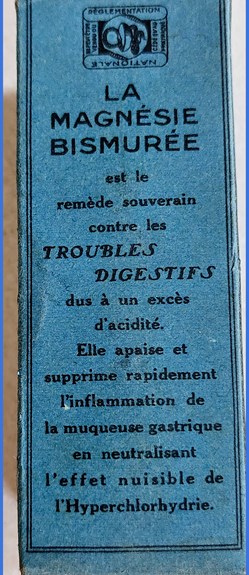 RÉGLEMENTATION
NATIONALE
LA
MAGNÉSIE
BISMURÉE
est le
remède souverain
contre les
TROUBLES
DIGESTIFS
dus à un excès
d'acidité.
Elle apaise et
supprime rapidement
l'inflammation de
la muqueuse gastrique
en neutralisant
l'effet nuisible de
l'Hyperchlorhydrie.